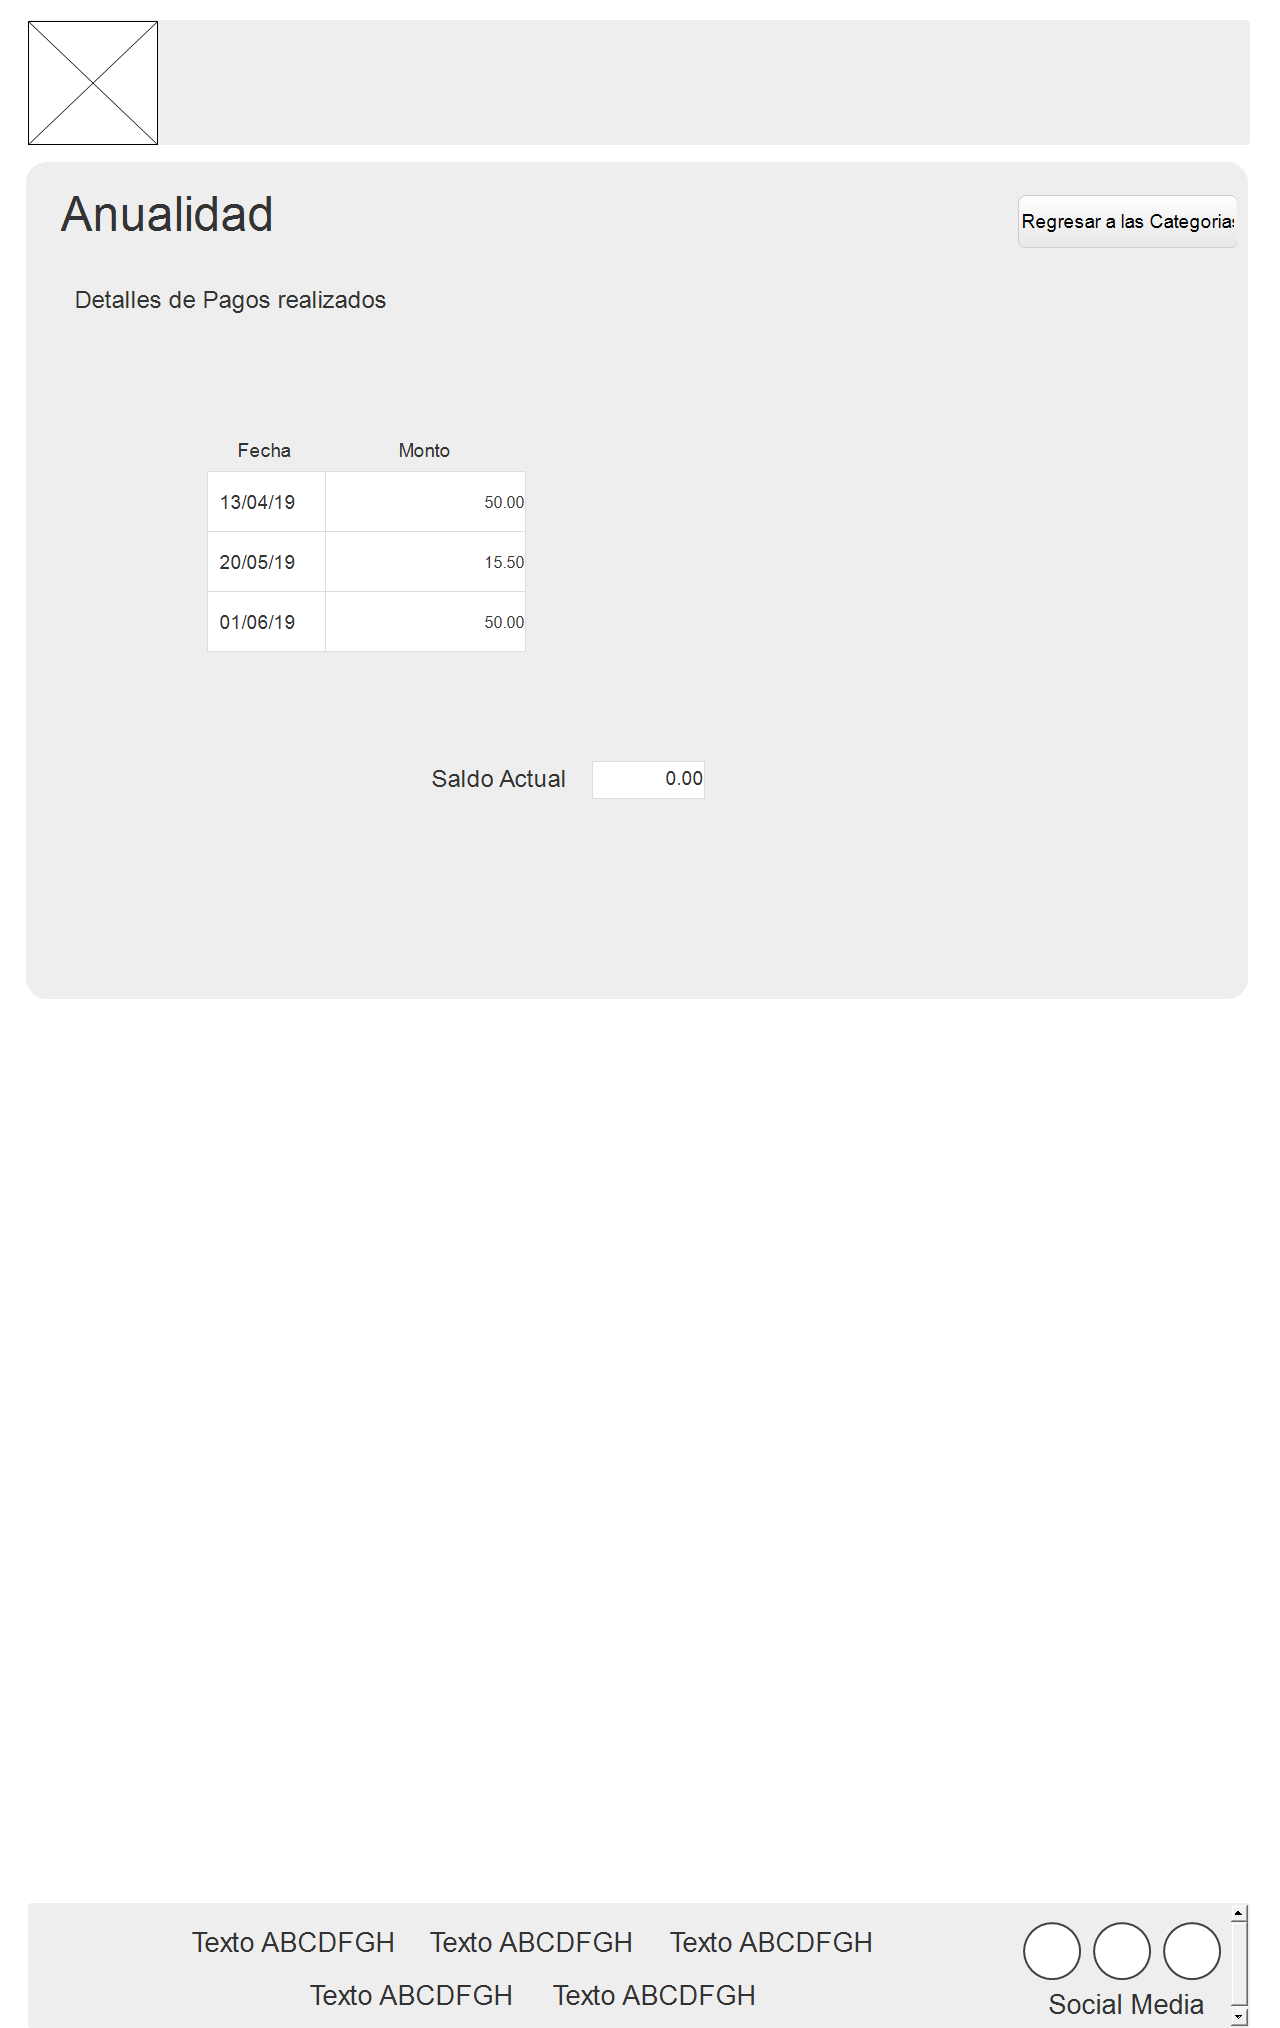 Anualidad
Regresar a las Categorias
Detalles de Pagos realizados
Fecha Monto
13/04/19 50.00
20/05/19 15.50
01/06/19 50.00
Saldo Actual 0.00
Texto ABCDFGH Texto ABCDFGH Texto ABCDFGH
Texto ABCDFGH Texto ABCDFGH
Social Media